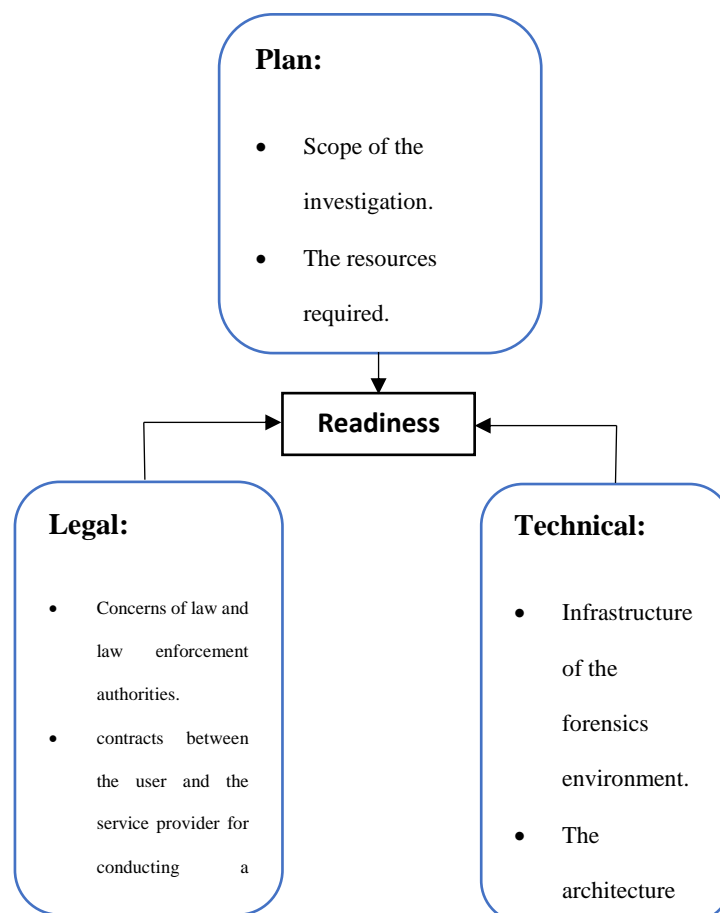 Plan:
• Scope of the
investigation.
• The resources
required.
Readiness
Legal:
• Concerns of law and
law enforcement
authorities.
• contracts between
the user and the
service provider for
conducting a
Technical:
• Infrastructure
of the
forensics
environment.
• The
architecture